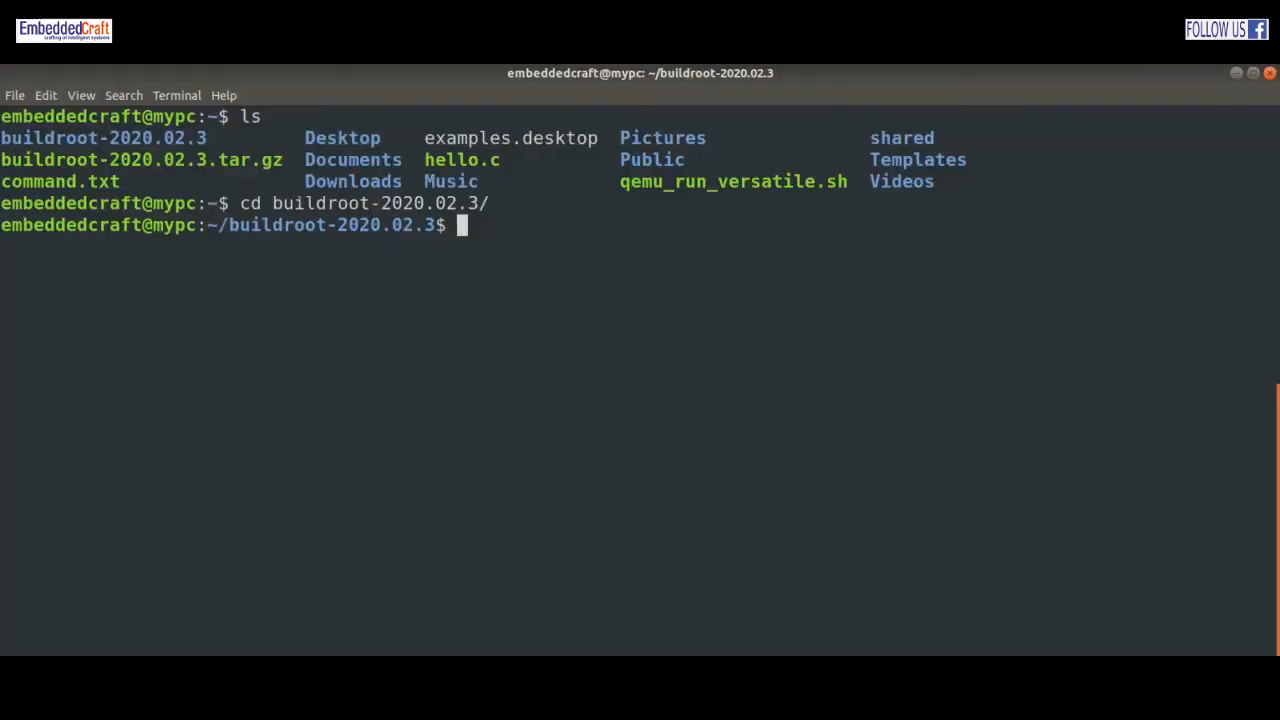 EmbeddedCraft
crafting of intelligent systems
FOLLOW US f
embeddedcraft@mypc: ~/buildroot-2020.02.3
File Edit View Search Terminal Help
embeddedcraft@mypc:~$ ls
buildroot-2020.02.3 Desktop examples.desktop Pictures shared
buildroot-2020.02.3.tar.gz Documents hello.c Public Templates
command.txt Downloads Music qemu_run_versatile.sh Videos
embeddedcraft@mypc:~$ cd buildroot-2020.02.3/
embeddedcraft@mypc:~/buildroot-2020.02.3$